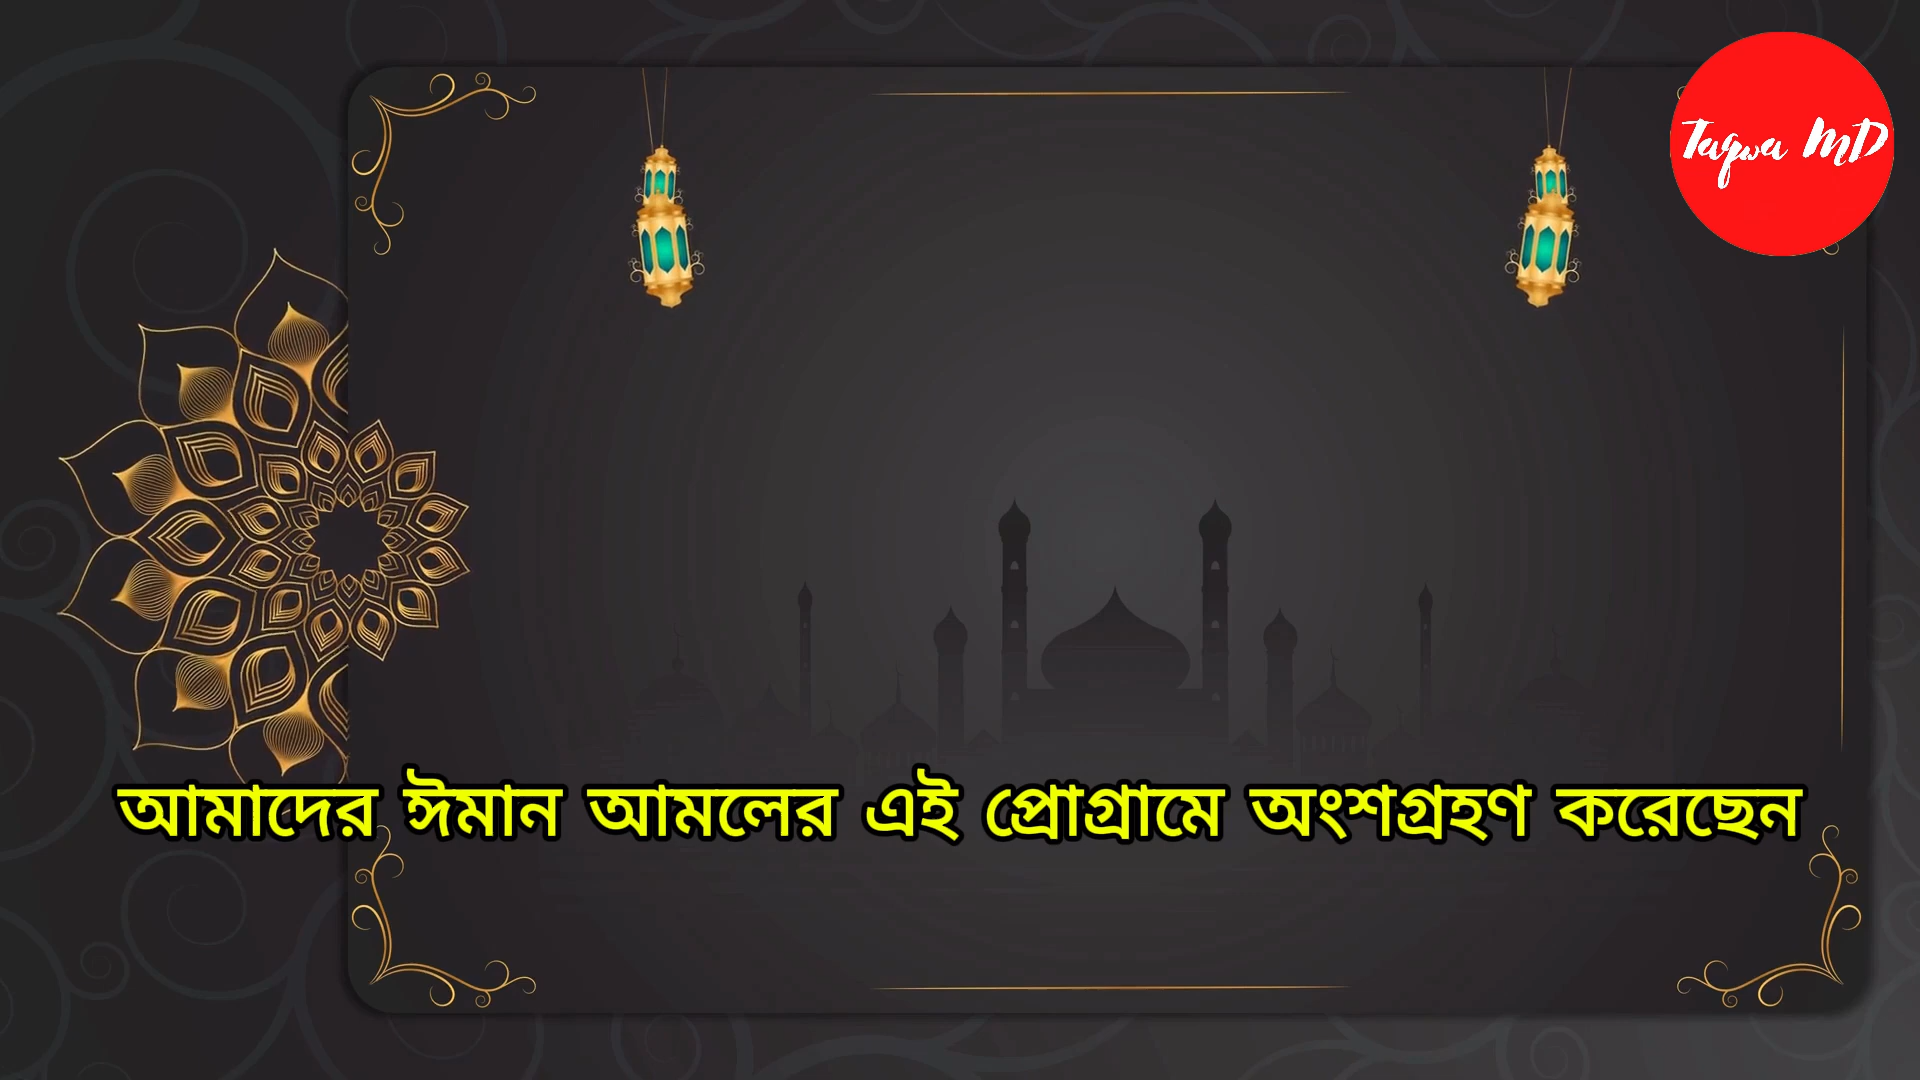 Taqwa MD
আমাদের ঈমান আমলের এই প্রোগ্রামে অংশগ্রহণ করেছেন